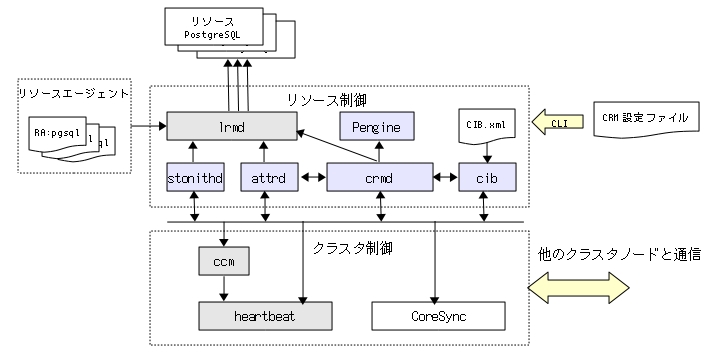 リソース
PostgreSQL
リソースエージェント
RA:pgsql
ql
リソース制御
lrmd
Pengine
CIB.xml
CLI
CRM 設定ファイル
stonithd
attrd
crmd
cib
クラスタ制御
ccm
heartbeat
CoreSync
他のクラスタノードと通信